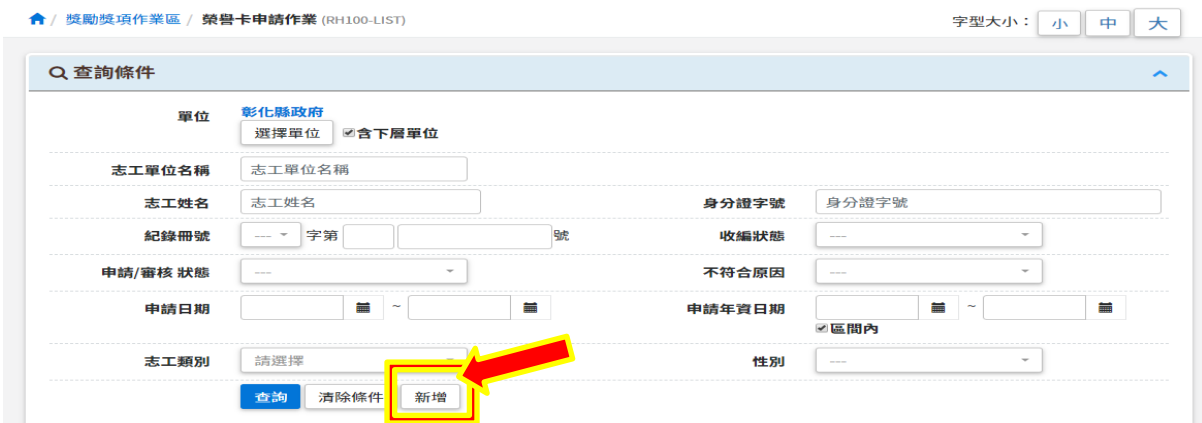 / 獎勵獎項作業區 / 榮譽卡申請作業 (RH100-LIST) 字型大小： 小 中 大
查詢條件
單位 彰化縣政府
選擇單位 含下層單位
志工單位名稱 志工單位名稱
志工姓名 志工姓名 身分證字號 身分證字號
紀錄冊號 --- 字第 號 收編狀態 ---
申請/審核 狀態 --- 不符合原因 ---
申請日期 ~ 申請年資日期 ~
區間內
志工類別 請選擇 性別 ---
查詢 清除條件 新增